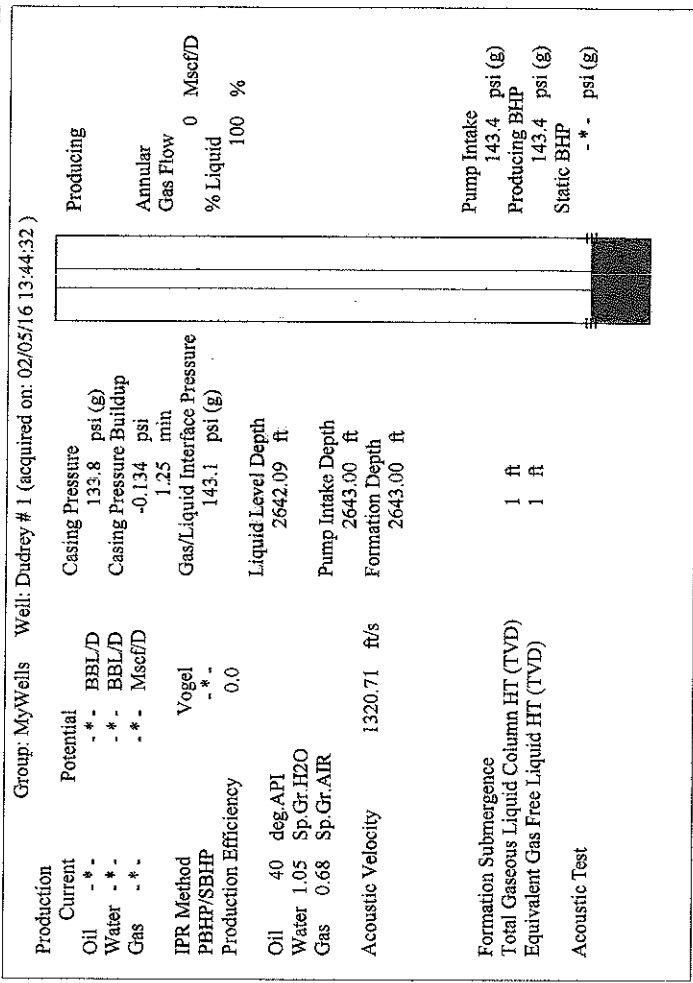 Group: MyWells Well: Dudrey # 1 (acquired on: 02/05/16 13:44:32 )
Production
Current Potential
Oil - * - - * - BBL/D
Water - * - - * - BBL/D
Gas - * - - * - Mscf/D
IPR Method Vogel
PBHP/SBHP - * -
Production Efficiency 0.0
Oil 40 deg.API
Water 1.05 Sp.Gr.H2O
Gas 0.68 Sp.Gr.AIR
Acoustic Velocity 1320.71 ft/s
Formation Submergence
Total Gaseous Liquid Column HT (TVD) 1 ft
Equivalent Gas Free Liquid HT (TVD) 1 ft
Acoustic Test
Casing Pressure
133.8 psi (g)
Casing Pressure Buildup
-0.134 psi
1.25 min
Gas/Liquid Interface Pressure
143.1 psi (g)
Liquid Level Depth
2642.09 ft
Pump Intake Depth
2643.00 ft
Formation Depth
2643.00 ft
Producing
Annular
Gas Flow
0 Mscf/D
% Liquid
100 %
Pump Intake
143.4 psi (g)
Producing BHP
143.4 psi (g)
Static BHP
- * - psi (g)